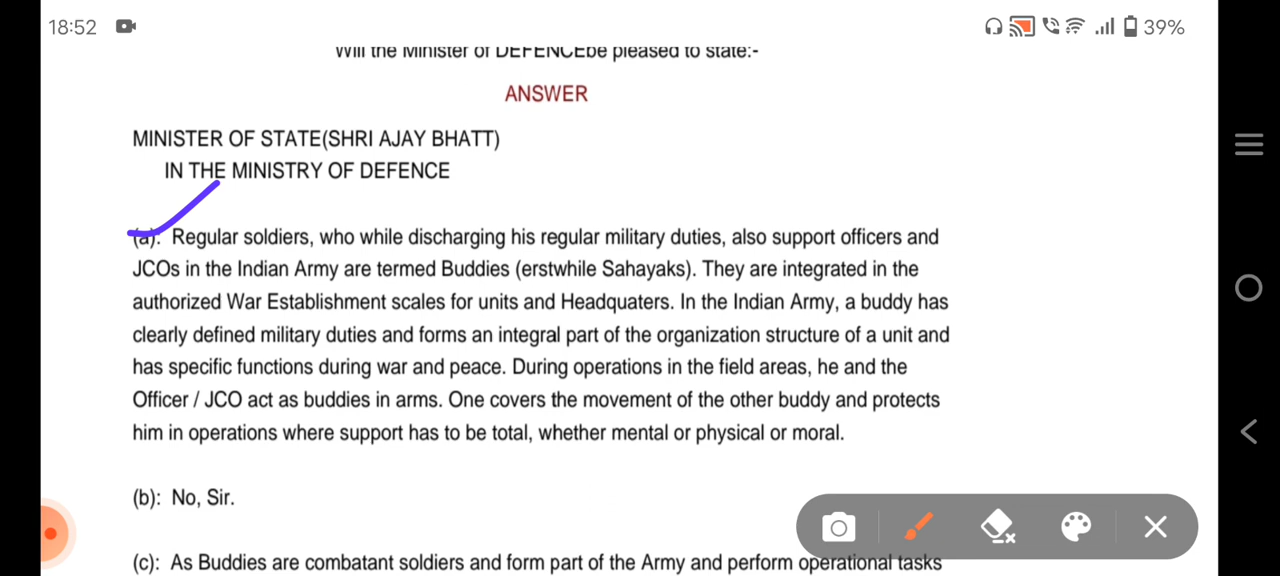 18:52
39%
Will the Minister of DEFENCEbe pleased to state:-
ANSWER
MINISTER OF STATE(SHRI AJAY BHATT)
IN THE MINISTRY OF DEFENCE
(a): Regular soldiers, who while discharging his regular military duties, also support officers and
JCOs in the Indian Army are termed Buddies (erstwhile Sahayaks). They are integrated in the
authorized War Establishment scales for units and Headquaters. In the Indian Army, a buddy has
clearly defined military duties and forms an integral part of the organization structure of a unit and
has specific functions during war and peace. During operations in the field areas, he and the
Officer / JCO act as buddies in arms. One covers the movement of the other buddy and protects
him in operations where support has to be total, whether mental or physical or moral.
(b): No, Sir.
(c): As Buddies are combatant soldiers and form part of the Army and perform operational tasks